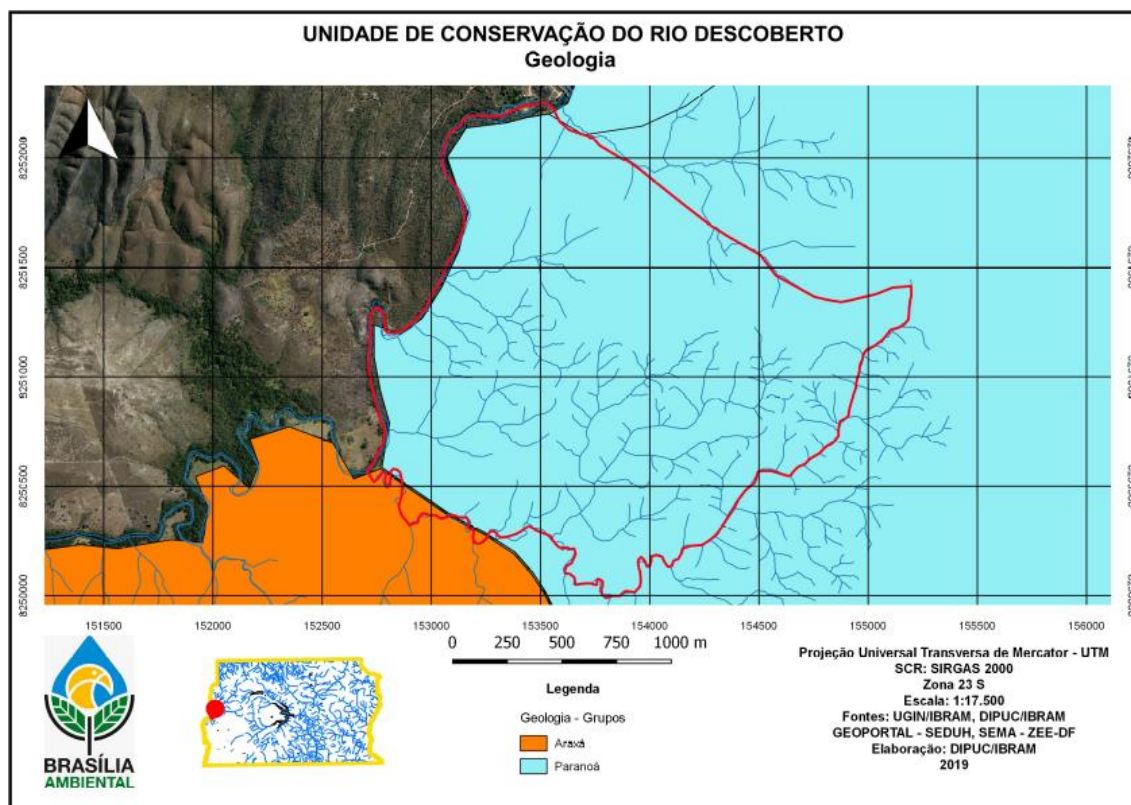 UNIDADE DE CONSERVAÇÃO DO RIO DESCOBERTO
Geologia
8252000
8251500
8251000
8250500
8250000
151500 152000 152500 153000 153500 154000 154500 155000 155500 156000
0 250 500 750 1000 m
Legenda
Geologia - Grupos
Araxá
Paranoá
BRASÍLIA
AMBIENTAL
Projeção Universal Transversa de Mercator - UTM
SCR: SIRGAS 2000
Zona 23 S
Escala: 1:17.500
Fontes: UGIN/IBRAM, DIPUC/IBRAM
GEOPORTAL - SEDUH, SEMA - ZEE-DF
Elaboração: DIPUC/IBRAM
2019